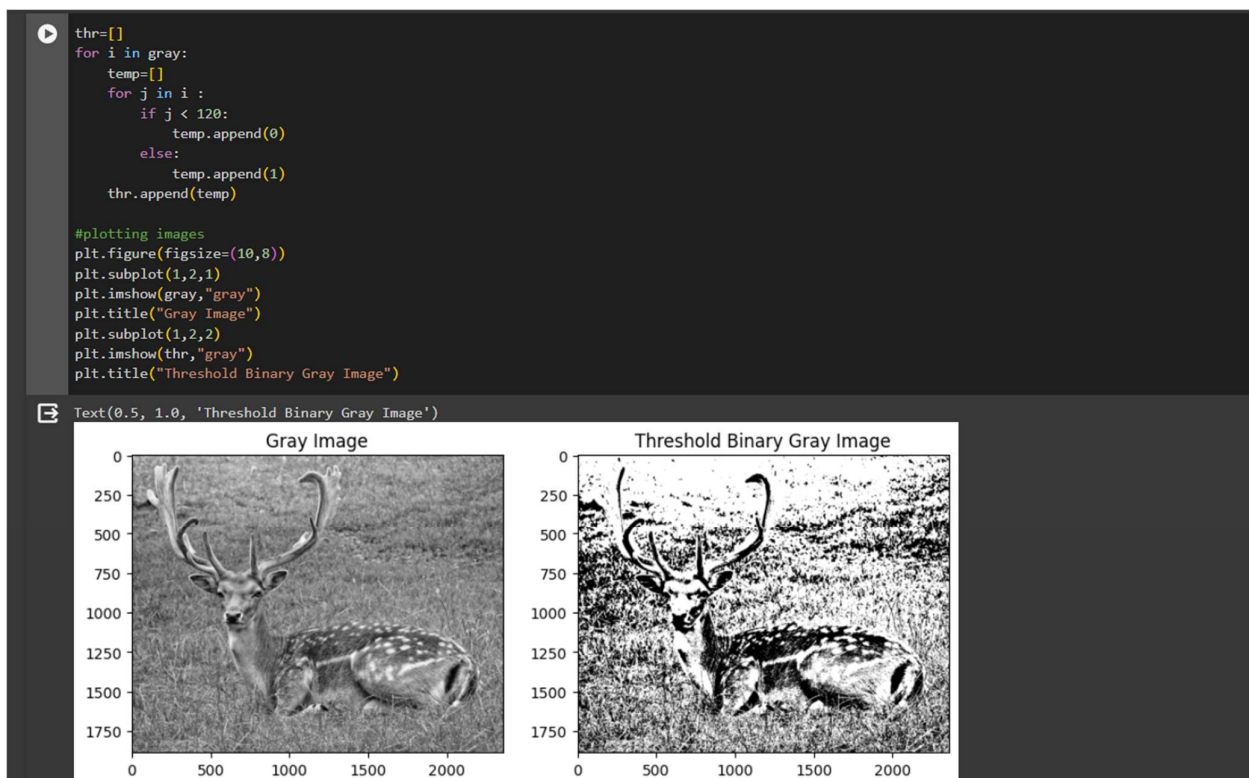 thr=[]
for i in gray:
    temp=[]
    for j in i :
        if j < 120:
            temp.append(0)
        else:
            temp.append(1)
    thr.append(temp)

#plotting images
plt.figure(figsize=(10,8))
plt.subplot(1,2,1)
plt.imshow(gray,"gray")
plt.title("Gray Image")
plt.subplot(1,2,2)
plt.imshow(thr,"gray")
plt.title("Threshold Binary Gray Image")
Text(0.5, 1.0, 'Threshold Binary Gray Image')
Gray Image
0
250
500
750
1000
1250
1500
1750
0 500 1000 1500 2000
Threshold Binary Gray Image
0
250
500
750
1000
1250
1500
1750
0 500 1000 1500 2000